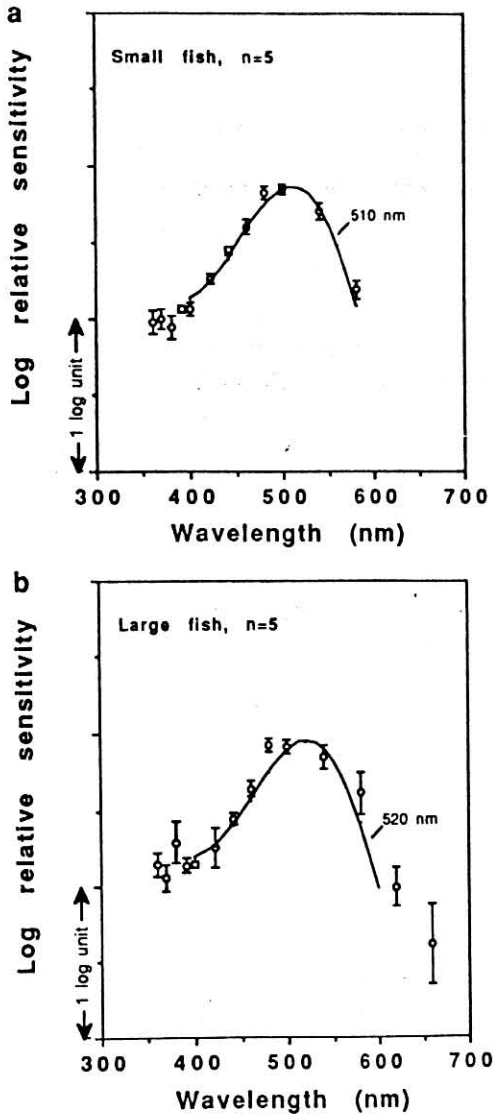 a
Small fish, n=5
Log relative sensitivity
1 log unit
510 nm
300 400 500 600 700
Wavelength (nm)
b
Large fish, n=5
Log relative sensitivity
1 log unit
520 nm
300 400 500 600 700
Wavelength (nm)